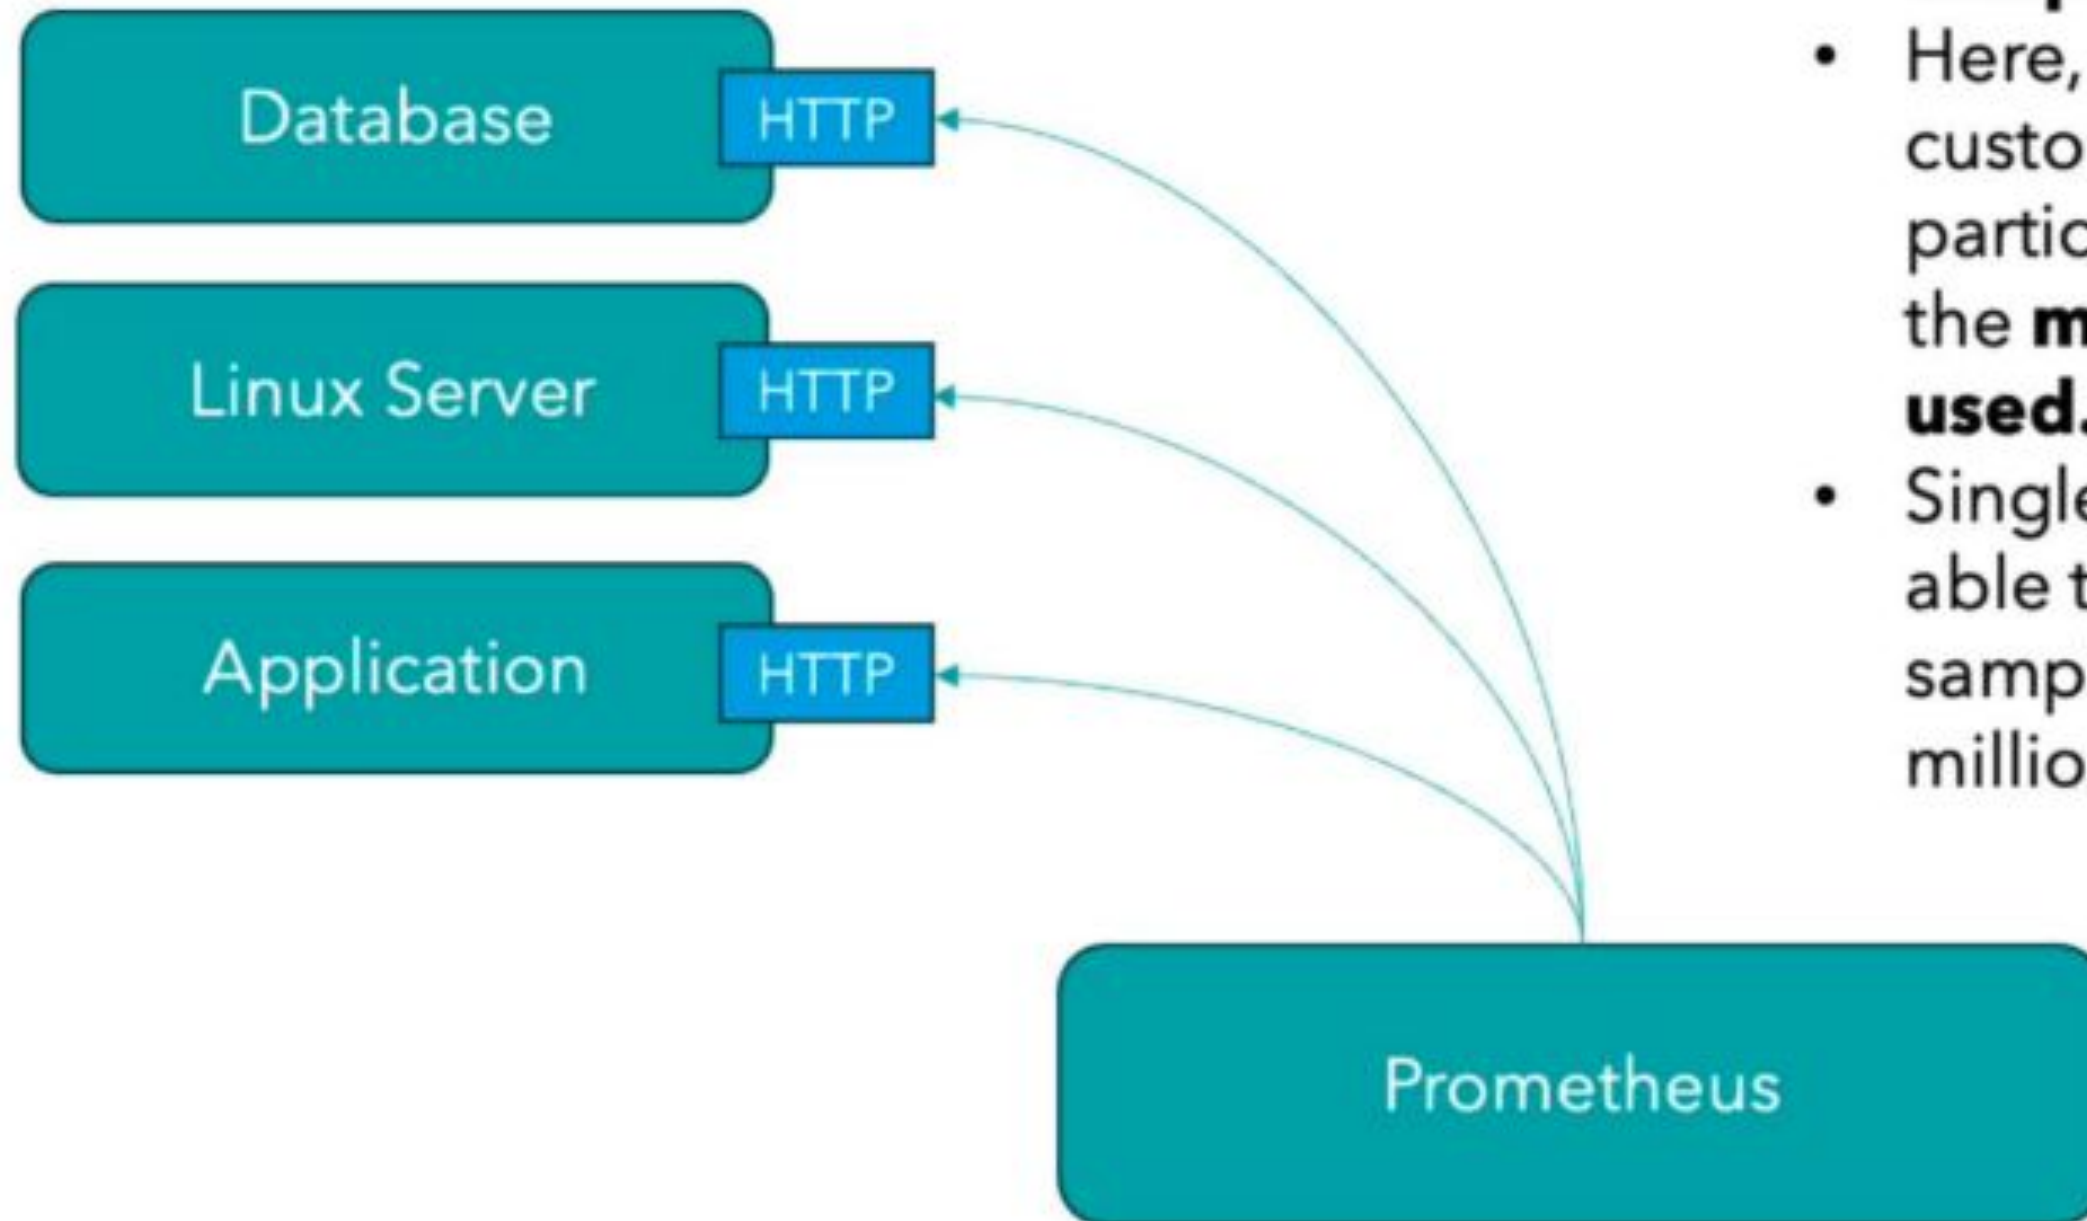 Database
HTTP
Linux Server
HTTP
Application
HTTP
Prometheus
• Here,
custo
partic
the m
used.
• Single
able t
samp
millio